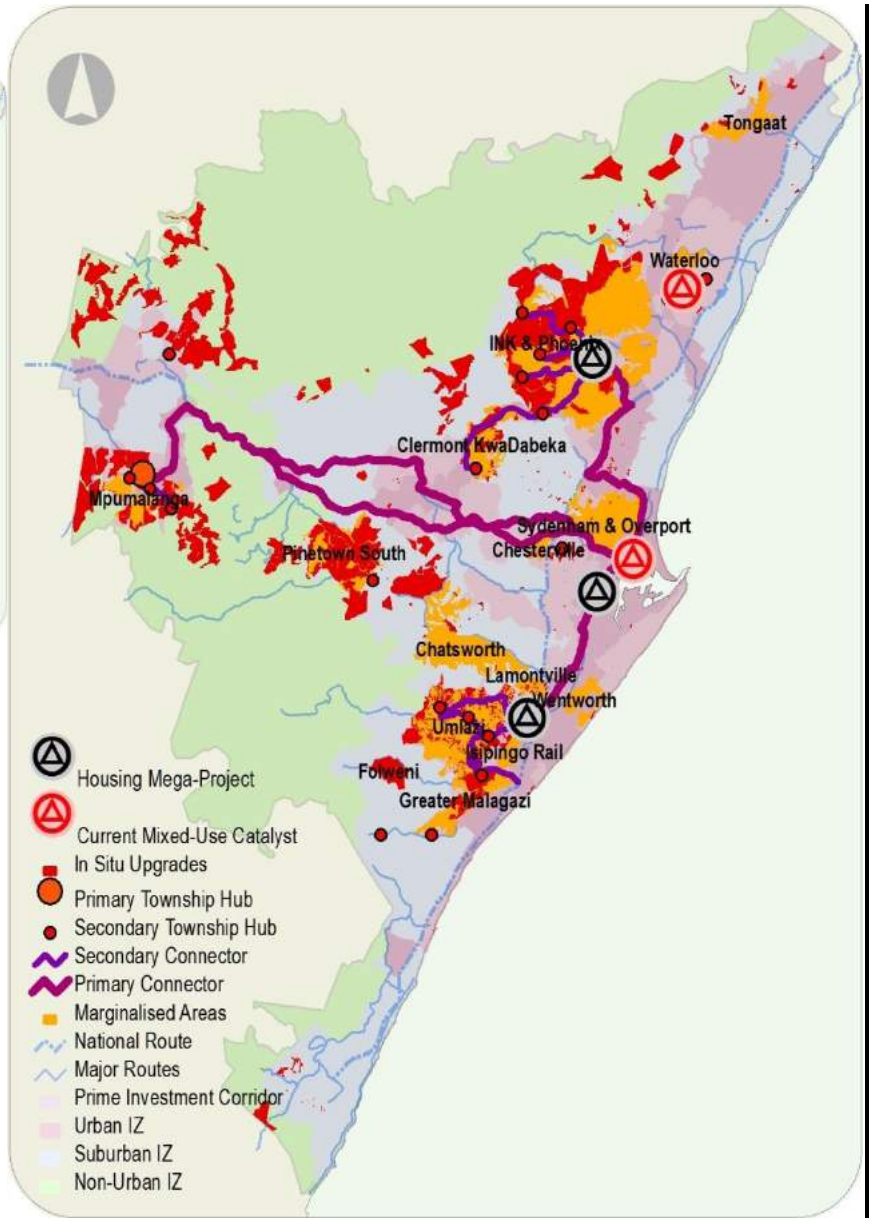 Tongaat
Waterloo
INK & Phoenix
Clermont KwaDabeka
Mpumalanga
Sydenham & Overport
Chesterville
Pinetown South
Chatsworth
Lamontville
Wentworth
Umlazi
Isipingo Rail
Folweni
Greater Malagazi
Housing Mega-Project
Current Mixed-Use Catalyst
In Situ Upgrades
Primary Township Hub
Secondary Township Hub
Secondary Connector
Primary Connector
Marginalised Areas
National Route
Major Routes
Prime Investment Corridor
Urban IZ
Suburban IZ
Non-Urban IZ